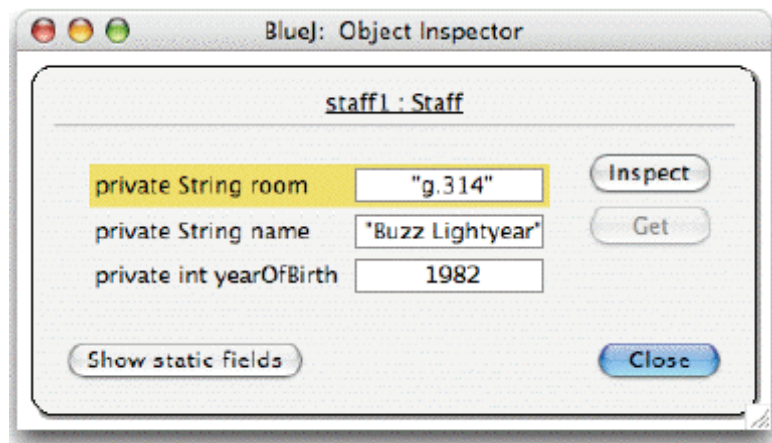 BlueJ: Object Inspector
staff1 : Staff
private String room "g.314"
Inspect
private String name "Buzz Lightyear"
Get
private int yearOfBirth 1982
Show static fields
Close